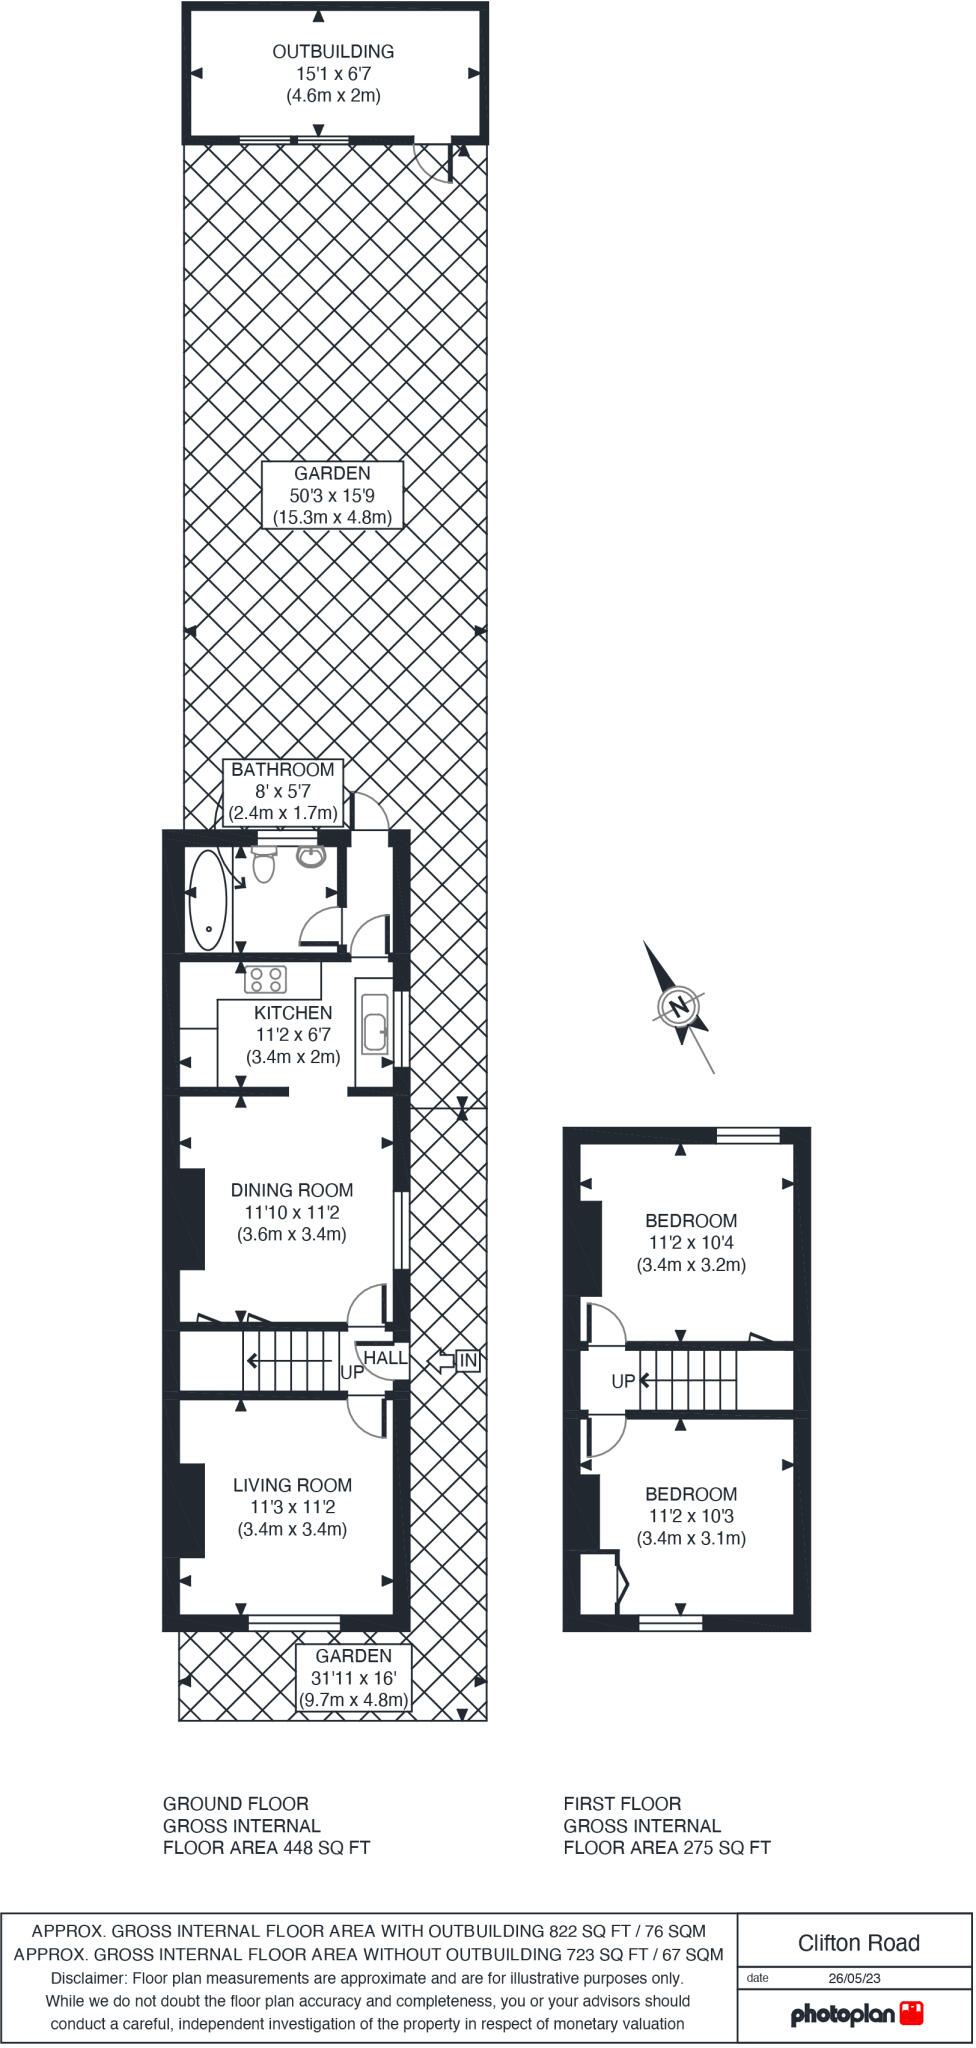 OUTBUILDING
15'1 x 6'7
(4.6m x 2m)
GARDEN
50'3 x 15'9
(15.3m x 4.8m)
BATHROOM
8' x 5'7
(2.4m x 1.7m)
KITCHEN
11'2 x 6'7
(3.4m x 2m)
N
DINING ROOM
11'10 x 11'2
(3.6m x 3.4m)
BEDROOM
11'2 x 10'4
(3.4m x 3.2m)
HALL
IN
UP
UP
LIVING ROOM
11'3 x 11'2
(3.4m x 3.4m)
BEDROOM
11'2 x 10'3
(3.4m x 3.1m)
GARDEN
31'11 x 16'
(9.7m x 4.8m)
GROUND FLOOR
GROSS INTERNAL
FLOOR AREA 448 SQ FT
FIRST FLOOR
GROSS INTERNAL
FLOOR AREA 275 SQ FT
APPROX. GROSS INTERNAL FLOOR AREA WITH OUTBUILDING 822 SQ FT / 76 SQM
APPROX. GROSS INTERNAL FLOOR AREA WITHOUT OUTBUILDING 723 SQ FT / 67 SQM
Disclaimer: Floor plan measurements are approximate and are for illustrative purposes only.
While we do not doubt the floor plan accuracy and completeness, you or your advisors should
conduct a careful, independent investigation of the property in respect of monetary valuation
Clifton Road
date 26/05/23
photoplan